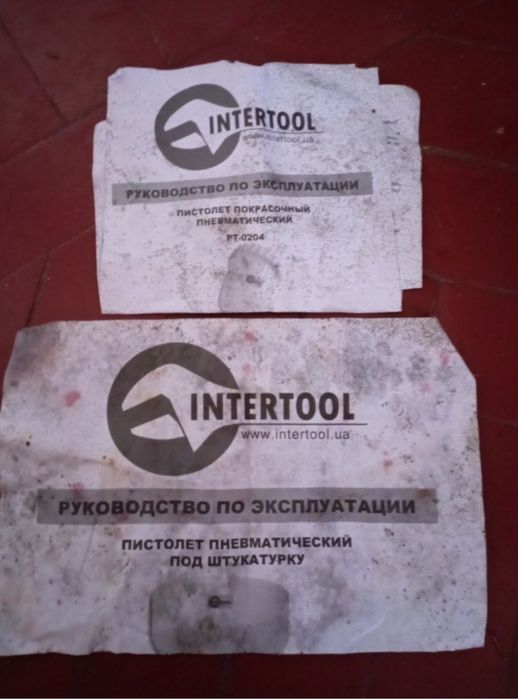 INTERTOOL
www.intertool.ua
РУКОВОДСТВО ПО ЭКСПЛУАТАЦИИ
ПИСТОЛЕТ ПОКРАСОЧНЫЙ
ПНЕВМАТИЧЕСКИЙ
PT-0204
INTERTOOL
www.intertool.ua
РУКОВОДСТВО ПО ЭКСПЛУАТАЦИИ
ПИСТОЛЕТ ПНЕВМАТИЧЕСКИЙ
ПОД ШТУКАТУРКУ